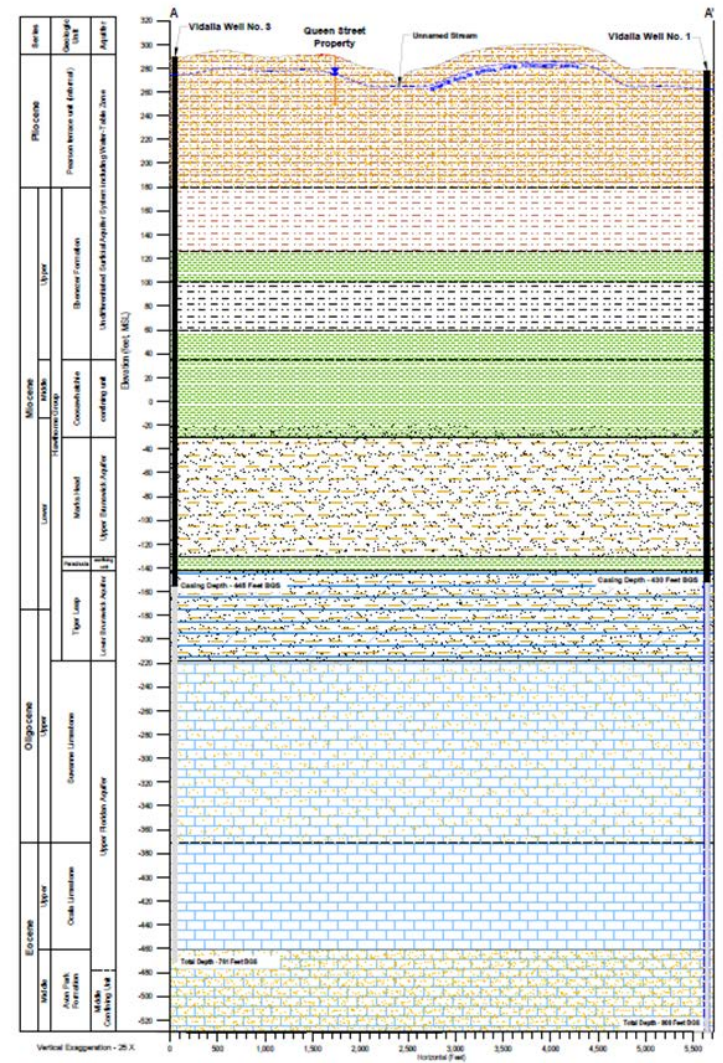 A
A'
Series
Geologic Unit
Aquifer
Vidalia Well No. 3
Queen Street
Property
Unnamed Stream
Vidalia Well No. 1
Pliocene
Miocene
Upper
Middle
Lower
Hawthorne Group
Ebenezer Formation
Coosawhatchie
confining unit
Marks Head
Upper Brunswick Aquifer
Tiger Leap
Lower Brunswick Aquifer
Oligocene
Upper
Suwannee Limestone
Upper Floridan Aquifer
Eocene
Upper
Ocala Limestone
Middle
Avon Park
Formation
Middle
Confining Unit
Undifferentiated Surficial Aquifer System including Water-Table Zone
Elevation (feet, MSL)
320
300
280
260
240
220
200
180
160
140
120
100
80
60
40
20
0
-20
-40
-60
-80
-100
-120
-140
-160
-180
-200
-220
-240
-260
-280
-300
-320
-340
-360
-380
-400
-420
-440
-460
-480
-500
-520
Casing Depth - 445 Feet BGS
Casing Depth - 430 Feet BGS
Total Depth - 791 Feet BGS
Vertical Exaggeration - 25 X
0 500 1,000 1,500 2,000 2,500 3,000 3,500 4,000 4,500 5,000 5,500
Horizontal (Feet)